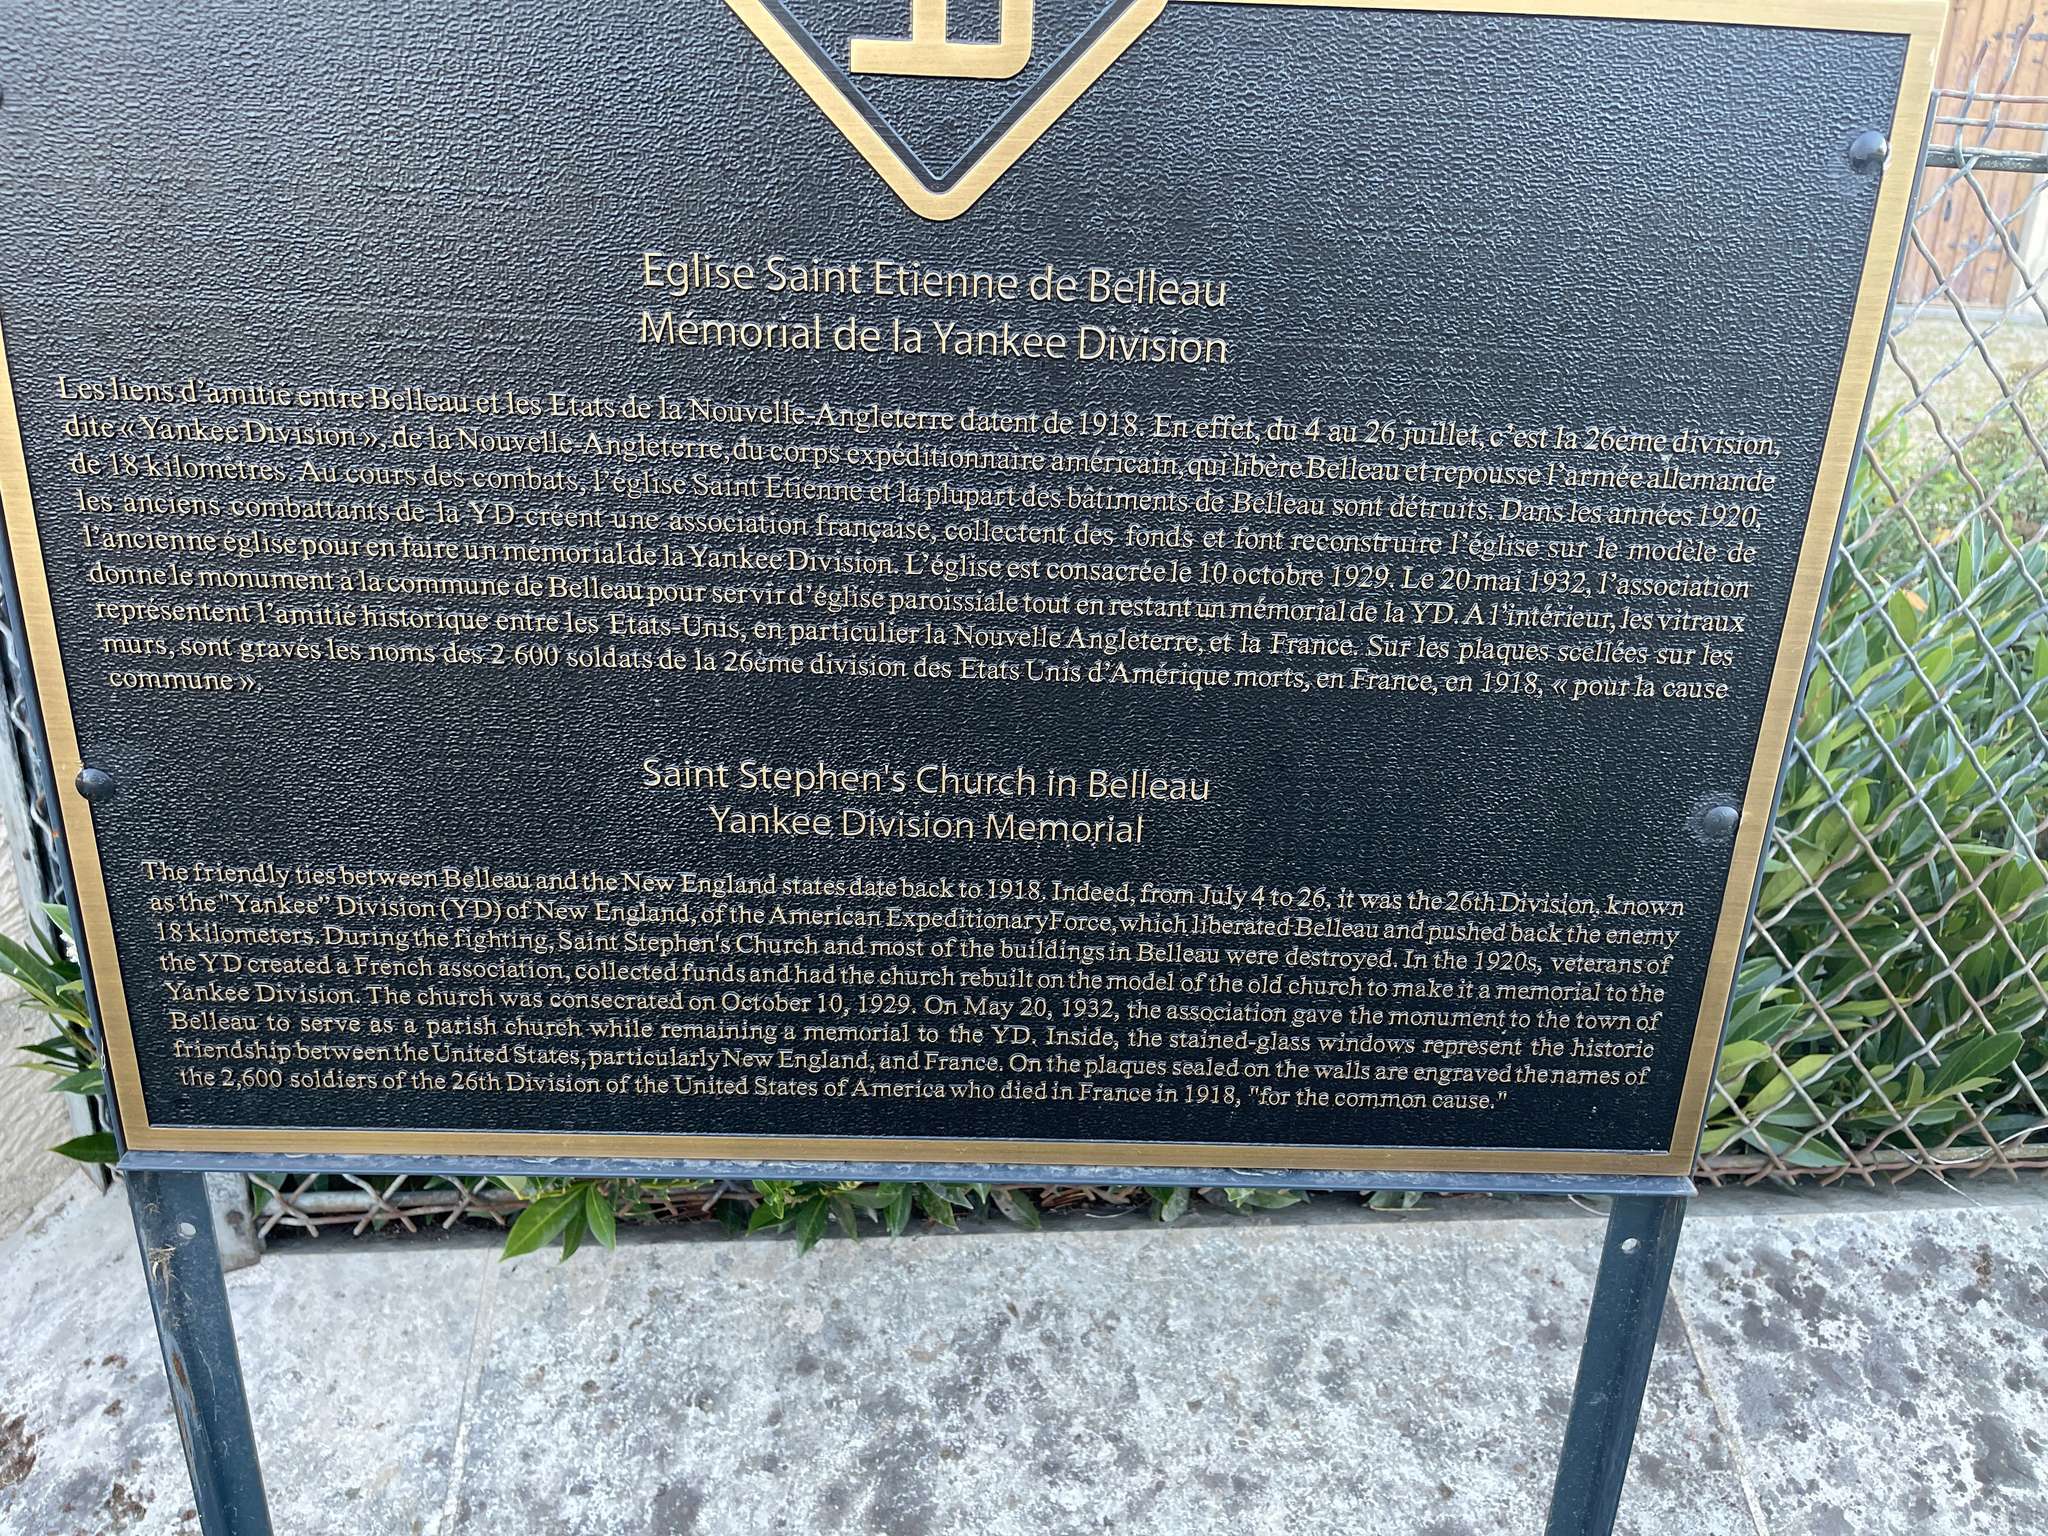 Eglise Saint Etienne de Belleau
Mémorial de la Yankee Division
Les liens d'amitié entre Belleau et les Etats de la Nouvelle-Angleterre datent de 1918. En effet, du 4 au 26 juillet, c'est la 26ème division,
dite « Yankee Division », de la Nouvelle-Angleterre, du corps expéditionnaire américain, qui libère Belleau et repousse l'armée allemande
de 18 kilomètres. Au cours des combats, l'église Saint Etienne et la plupart des bâtiments de Belleau sont détruits. Dans les années 1920,
les anciens combattants de la YD créent une association française, collectent des fonds et font reconstruire l'église sur le modèle de
l'ancienne église pour en faire un mémorial de la Yankee Division. L'église est consacrée le 10 octobre 1929. Le 20 mai 1932, l'association
donne le monument à la commune de Belleau pour servir d'église paroissiale tout en restant un mémorial de la YD. A l'intérieur, les vitraux
représentent l'amitié historique entre les Etats-Unis, en particulier la Nouvelle Angleterre, et la France. Sur les plaques scellées sur les
murs, sont gravés les noms des 2 600 soldats de la 26ème division des Etats Unis d'Amérique morts, en France, en 1918, « pour la cause
commune ».
Saint Stephen's Church in Belleau
Yankee Division Memorial
The friendly ties between Belleau and the New England states date back to 1918. Indeed, from July 4 to 26, it was the 26th Division, known
as the "Yankee" Division (YD) of New England, of the American Expeditionary Force, which liberated Belleau and pushed back the enemy
18 kilometers. During the fighting, Saint Stephen's Church and most of the buildings in Belleau were destroyed. In the 1920s, veterans of
the YD created a French association, collected funds and had the church rebuilt on the model of the old church to make it a memorial to the
Yankee Division. The church was consecrated on October 10, 1929. On May 20, 1932, the association gave the monument to the town of
Belleau to serve as a parish church while remaining a memorial to the YD. Inside, the stained-glass windows represent the historic
friendship between the United States, particularly New England, and France. On the plaques sealed on the walls are engraved the names of
the 2,600 soldiers of the 26th Division of the United States of America who died in France in 1918, "for the common cause."